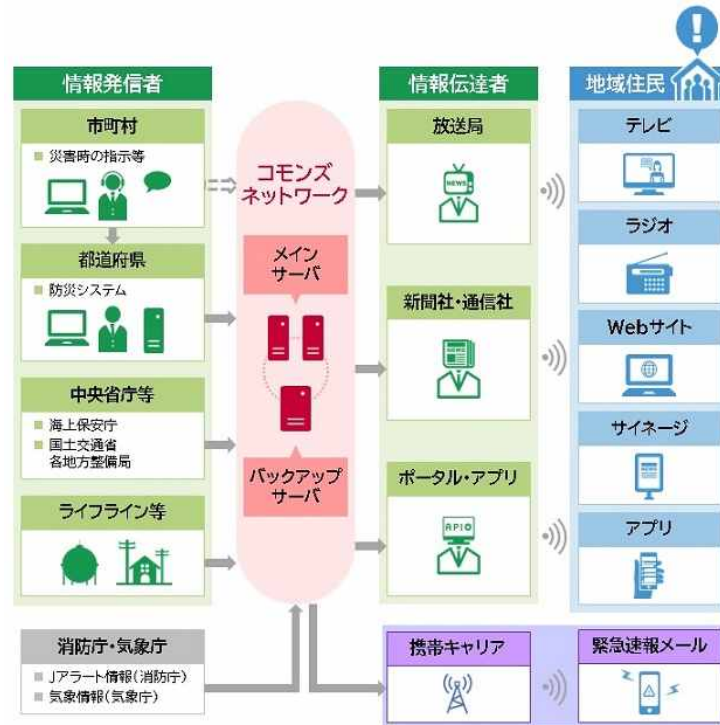 情報発信者
市町村
災害時の指示等
都道府県
防災システム
中央省庁等
海上保安庁
国土交通省
各地方整備局
ライフライン等
消防庁・気象庁
Jアラート情報(消防庁)
気象情報(気象庁)
コモンズ
ネットワーク
メイン
サーバ
バックアップ
サーバ
情報伝達者
放送局
NEWS
新聞社・通信社
NEWS
ポータル・アプリ
APIO
携帯キャリア
地域住民
テレビ
ラジオ
Webサイト
サイネージ
アプリ
緊急速報メール